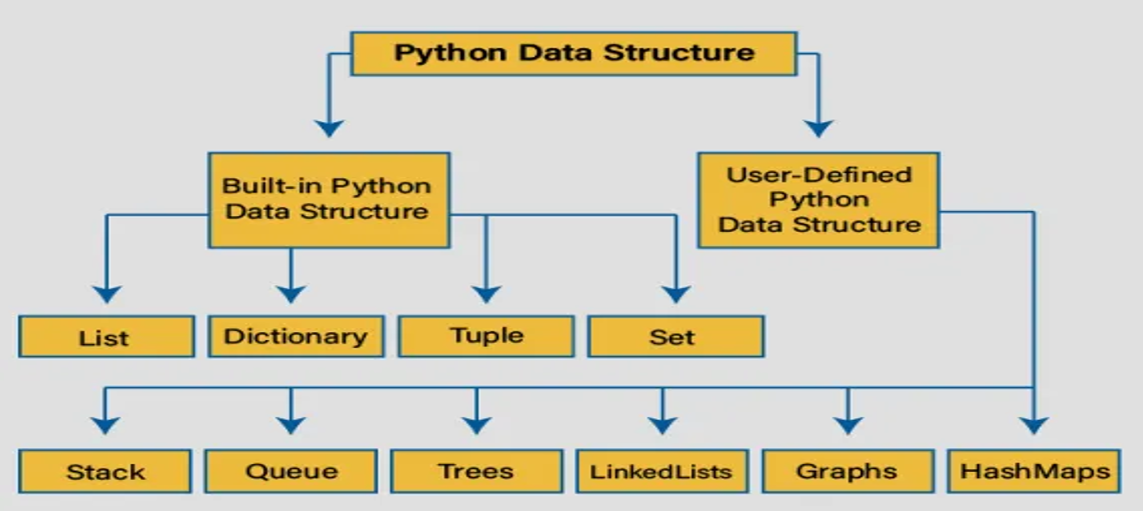 Python Data Structure
Built-in Python
Data Structure
User-Defined
Python
Data Structure
List
Dictionary
Tuple
Set
Stack
Queue
Trees
LinkedLists
Graphs
HashMaps